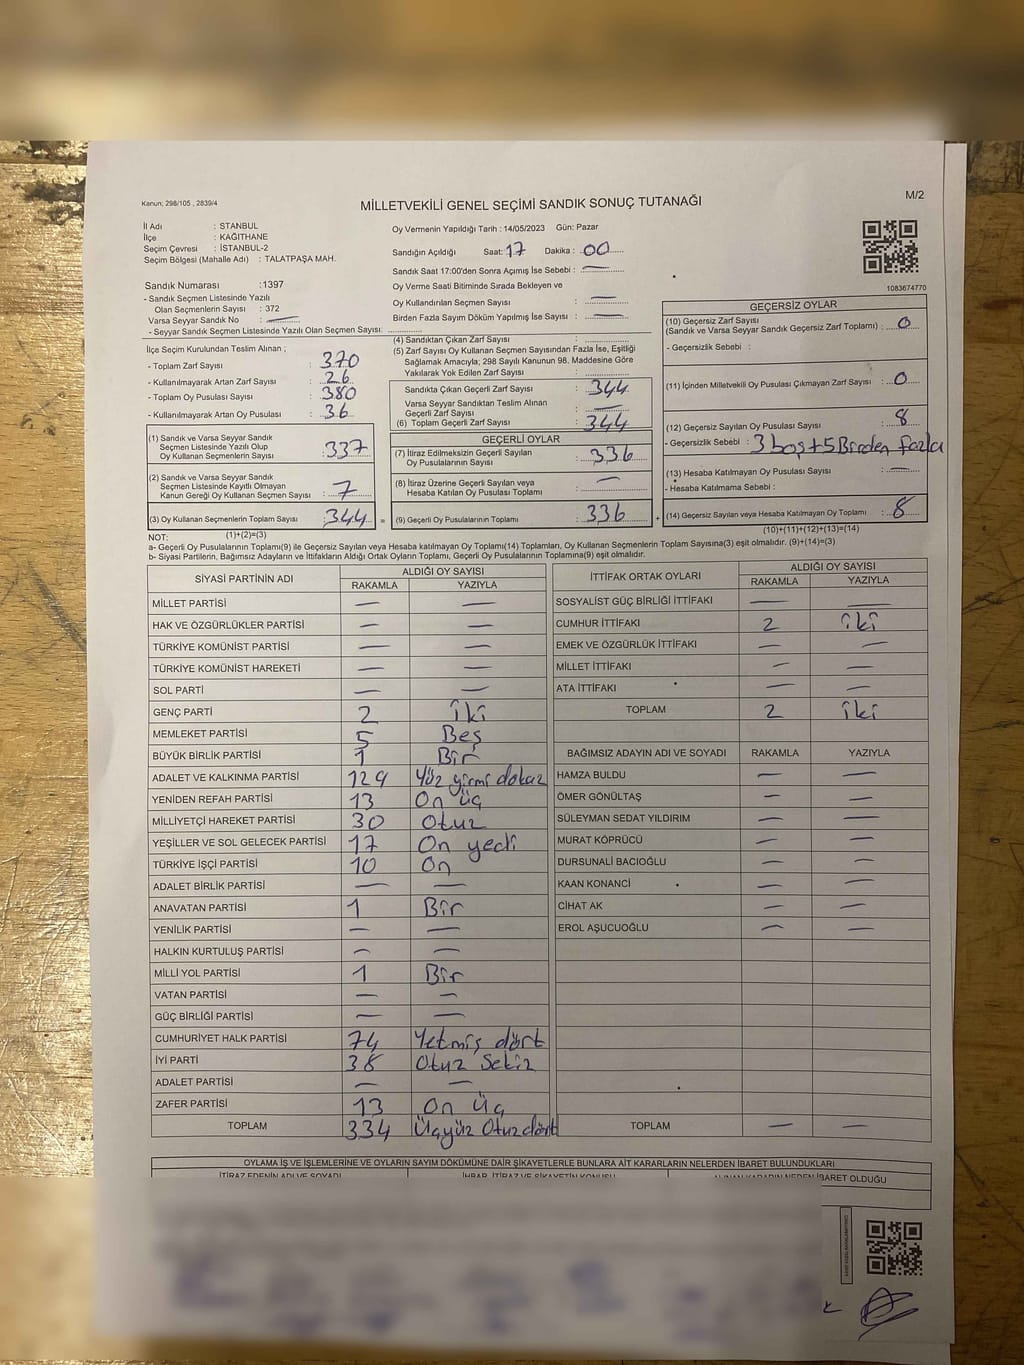 Kanun; 298/105 , 2839/4
MİLLETVEKİLİ GENEL SEÇİMİ SANDIK SONUÇ TUTANAĞI
M/2
İl Adı : STANBUL
İlçe : KAĞITHANE
Seçim Çevresi : İSTANBUL-2
Seçim Bölgesi (Mahalle Adı) : TALATPAŞA MAH.
Sandık Numarası :1397
- Sandık Seçmen Listesinde Yazılı
Olan Seçmenlerin Sayısı : 372
Varsa Seyyar Sandık No : —
- Seyyar Sandık Seçmen Listesinde Yazılı Olan Seçmen Sayısı:
Oy Vermenin Yapıldığı Tarih : 14/05/2023 Gün: Pazar
Sandığın Açıldığı Saat: 17 Dakika : 00
Sandık Saat 17:00'den Sonra Açımış İse Sebebi : —
Oy Verme Saati Bitiminde Sırada Bekleyen ve
Oy Kullandırılan Seçmen Sayısı : —
Birden Fazla Sayım Döküm Yapılmış İse Sayısı : —
1083674770
İlçe Seçim Kurulundan Teslim Alınan ;
- Toplam Zarf Sayısı : 370
- Kullanılmayarak Artan Zarf Sayısı : 26
- Toplam Oy Pusulası Sayısı : 380
- Kullanılmayarak Artan Oy Pusulası : 36
(1) Sandık ve Varsa Seyyar Sandık
Seçmen Listesinde Yazılı Olup
Oy Kullanan Seçmenlerin Sayısı : 337
(2) Sandık ve Varsa Seyyar Sandık
Seçmen Listesinde Kayıtlı Olmayan
Kanun Gereği Oy Kullanan Seçmen Sayısı : 7
(3) Oy Kullanan Seçmenlerin Toplam Sayısı : 344 =
(1)+(2)=(3)
(4) Sandıktan Çıkan Zarf Sayısı :
(5) Zarf Sayısı Oy Kullanan Seçmen Sayısından Fazla İse, Eşitliği
Sağlamak Amacıyla; 298 Sayılı Kanunun 98. Maddesine Göre
Yakılarak Yok Edilen Zarf Sayısı :
Sandıkta Çıkan Geçerli Zarf Sayısı : 344
Varsa Seyyar Sandıktan Teslim Alınan
Geçerli Zarf Sayısı : —
(6) Toplam Geçerli Zarf Sayısı : 344
GEÇERLİ OYLAR
(7) İtiraz Edilmeksizin Geçerli Sayılan
Oy Pusulalarının Sayısı : 336
(8) İtiraz Üzerine Geçerli Sayılan veya
Hesaba Katılan Oy Pusulası Toplamı : —
(9) Geçerli Oy Pusulalarının Toplamı : 336 +
GEÇERSİZ OYLAR
(10) Geçersiz Zarf Sayısı
(Sandık ve Varsa Seyyar Sandık Geçersiz Zarf Toplamı) : 0
- Geçersizlik Sebebi :
(11) İçinden Milletvekili Oy Pusulası Çıkmayan Zarf Sayısı : 0
(12) Geçersiz Sayılan Oy Pusulası Sayısı : 8
- Geçersizlik Sebebi : 3 boş+5 Birden fazla
(13) Hesaba Katılmayan Oy Pusulası Sayısı : —
- Hesaba Katılmama Sebebi :
(14) Geçersiz Sayılan veya Hesaba Katılmayan Oy Toplamı : 8
(10)+(11)+(12)+(13)=(14)
NOT:
a- Geçerli Oy Pusulalarının Toplamı(9) ile Geçersiz Sayılan veya Hesaba katılmayan Oy Toplamı(14) Toplamları, Oy Kullanan Seçmenlerin Toplam Sayısına(3) eşit olmalıdır. (9)+(14)=(3)
b- Siyasi Partilerin, Bağımsız Adayların ve İttifakların Aldığı Ortak Oyların Toplamı, Geçerli Oy Pusulalarının Toplamına(9) eşit olmalıdır.
SİYASİ PARTİNİN ADI ALDIĞI OY SAYISI
RAKAMLA YAZIYLA
MİLLET PARTİSİ — —
HAK VE ÖZGÜRLÜKLER PARTİSİ — —
TÜRKİYE KOMÜNİST PARTİSİ — —
TÜRKİYE KOMÜNİST HAREKETİ — —
SOL PARTİ — —
GENÇ PARTİ 2 iki
MEMLEKET PARTİSİ 5 Beş
BÜYÜK BİRLİK PARTİSİ 1 Bir
ADALET VE KALKINMA PARTİSİ 129 Yüz yirmi dokuz
YENİDEN REFAH PARTİSİ 13 On üç
MİLLİYETÇİ HAREKET PARTİSİ 30 Otuz
YEŞİLLER VE SOL GELECEK PARTİSİ 17 On yedi
TÜRKİYE İŞÇİ PARTİSİ 10 On
ADALET BİRLİK PARTİSİ — —
ANAVATAN PARTİSİ 1 Bir
YENİLİK PARTİSİ — —
HALKIN KURTULUŞ PARTİSİ — —
MİLLİ YOL PARTİSİ 1 Bir
VATAN PARTİSİ — —
GÜÇ BİRLİĞİ PARTİSİ — —
CUMHURİYET HALK PARTİSİ 74 Yetmiş dört
İYİ PARTİ 38 Otuz Sekiz
ADALET PARTİSİ — —
ZAFER PARTİSİ 13 On Üç
TOPLAM 334 Üçyüz Otuzdört
İTTİFAK ORTAK OYLARI ALDIĞI OY SAYISI
RAKAMLA YAZIYLA
SOSYALİST GÜÇ BİRLİĞİ İTTİFAKI — —
CUMHUR İTTİFAKI 2 iki
EMEK VE ÖZGÜRLÜK İTTİFAKI — —
MİLLET İTTİFAKI — —
ATA İTTİFAKI — —
TOPLAM 2 iki
BAĞIMSIZ ADAYIN ADI VE SOYADI RAKAMLA YAZIYLA
HAMZA BULDU — —
ÖMER GÖNÜLTAŞ — —
SÜLEYMAN SEDAT YILDIRIM — —
MURAT KÖPRÜCÜ — —
DURSUNALİ BACIOĞLU — —
KAAN KONANCİ — —
CİHAT AK — —
EROL AŞUCUOĞLU — —
TOPLAM — —
OYLAMA İŞ VE İŞLEMLERİNE VE OYLARIN SAYIM DÖKÜMÜNE DAİR ŞİKAYETLERLE BUNLARA AİT KARARLARIN NELERDEN İBARET BULUNDUKLARI
İTİRAZ EDENİN ADI VE SOYADI İHBAR, İTİRAZ VE ŞİKAYETİN KONUSU ALINAN KARARIN NEDEN İBARET OLDUĞU